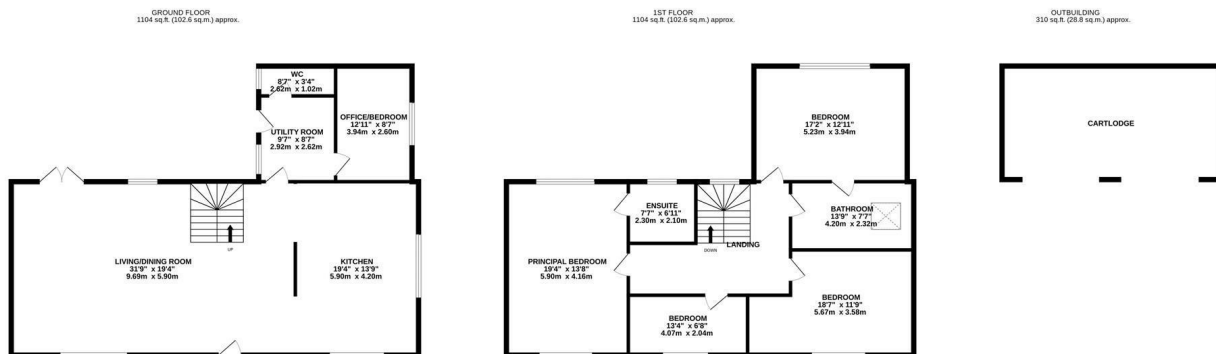 GROUND FLOOR
1104 sq.ft. (102.6 sq.m.) approx.
WC
8'7" x 3'4"
2.62m x 1.02m
OFFICE/BEDROOM
12'11" x 8'7"
3.94m x 2.60m
UTILITY ROOM
9'7" x 8'7"
2.92m x 2.62m
UP
LIVING/DINING ROOM
31'9" x 19'4"
9.69m x 5.90m
KITCHEN
19'4" x 13'9"
5.90m x 4.20m
1ST FLOOR
1104 sq.ft. (102.6 sq.m.) approx.
BEDROOM
17'2" x 12'11"
5.23m x 3.94m
ENSUITE
7'7" x 6'11"
2.30m x 2.10m
BATHROOM
13'9" x 7'7"
4.20m x 2.32m
LANDING
DOWN
PRINCIPAL BEDROOM
19'4" x 13'8"
5.90m x 4.16m
BEDROOM
18'7" x 11'9"
5.67m x 3.58m
BEDROOM
13'4" x 6'8"
4.07m x 2.04m
OUTBUILDING
310 sq.ft. (28.8 sq.m.) approx.
CARTLODGE